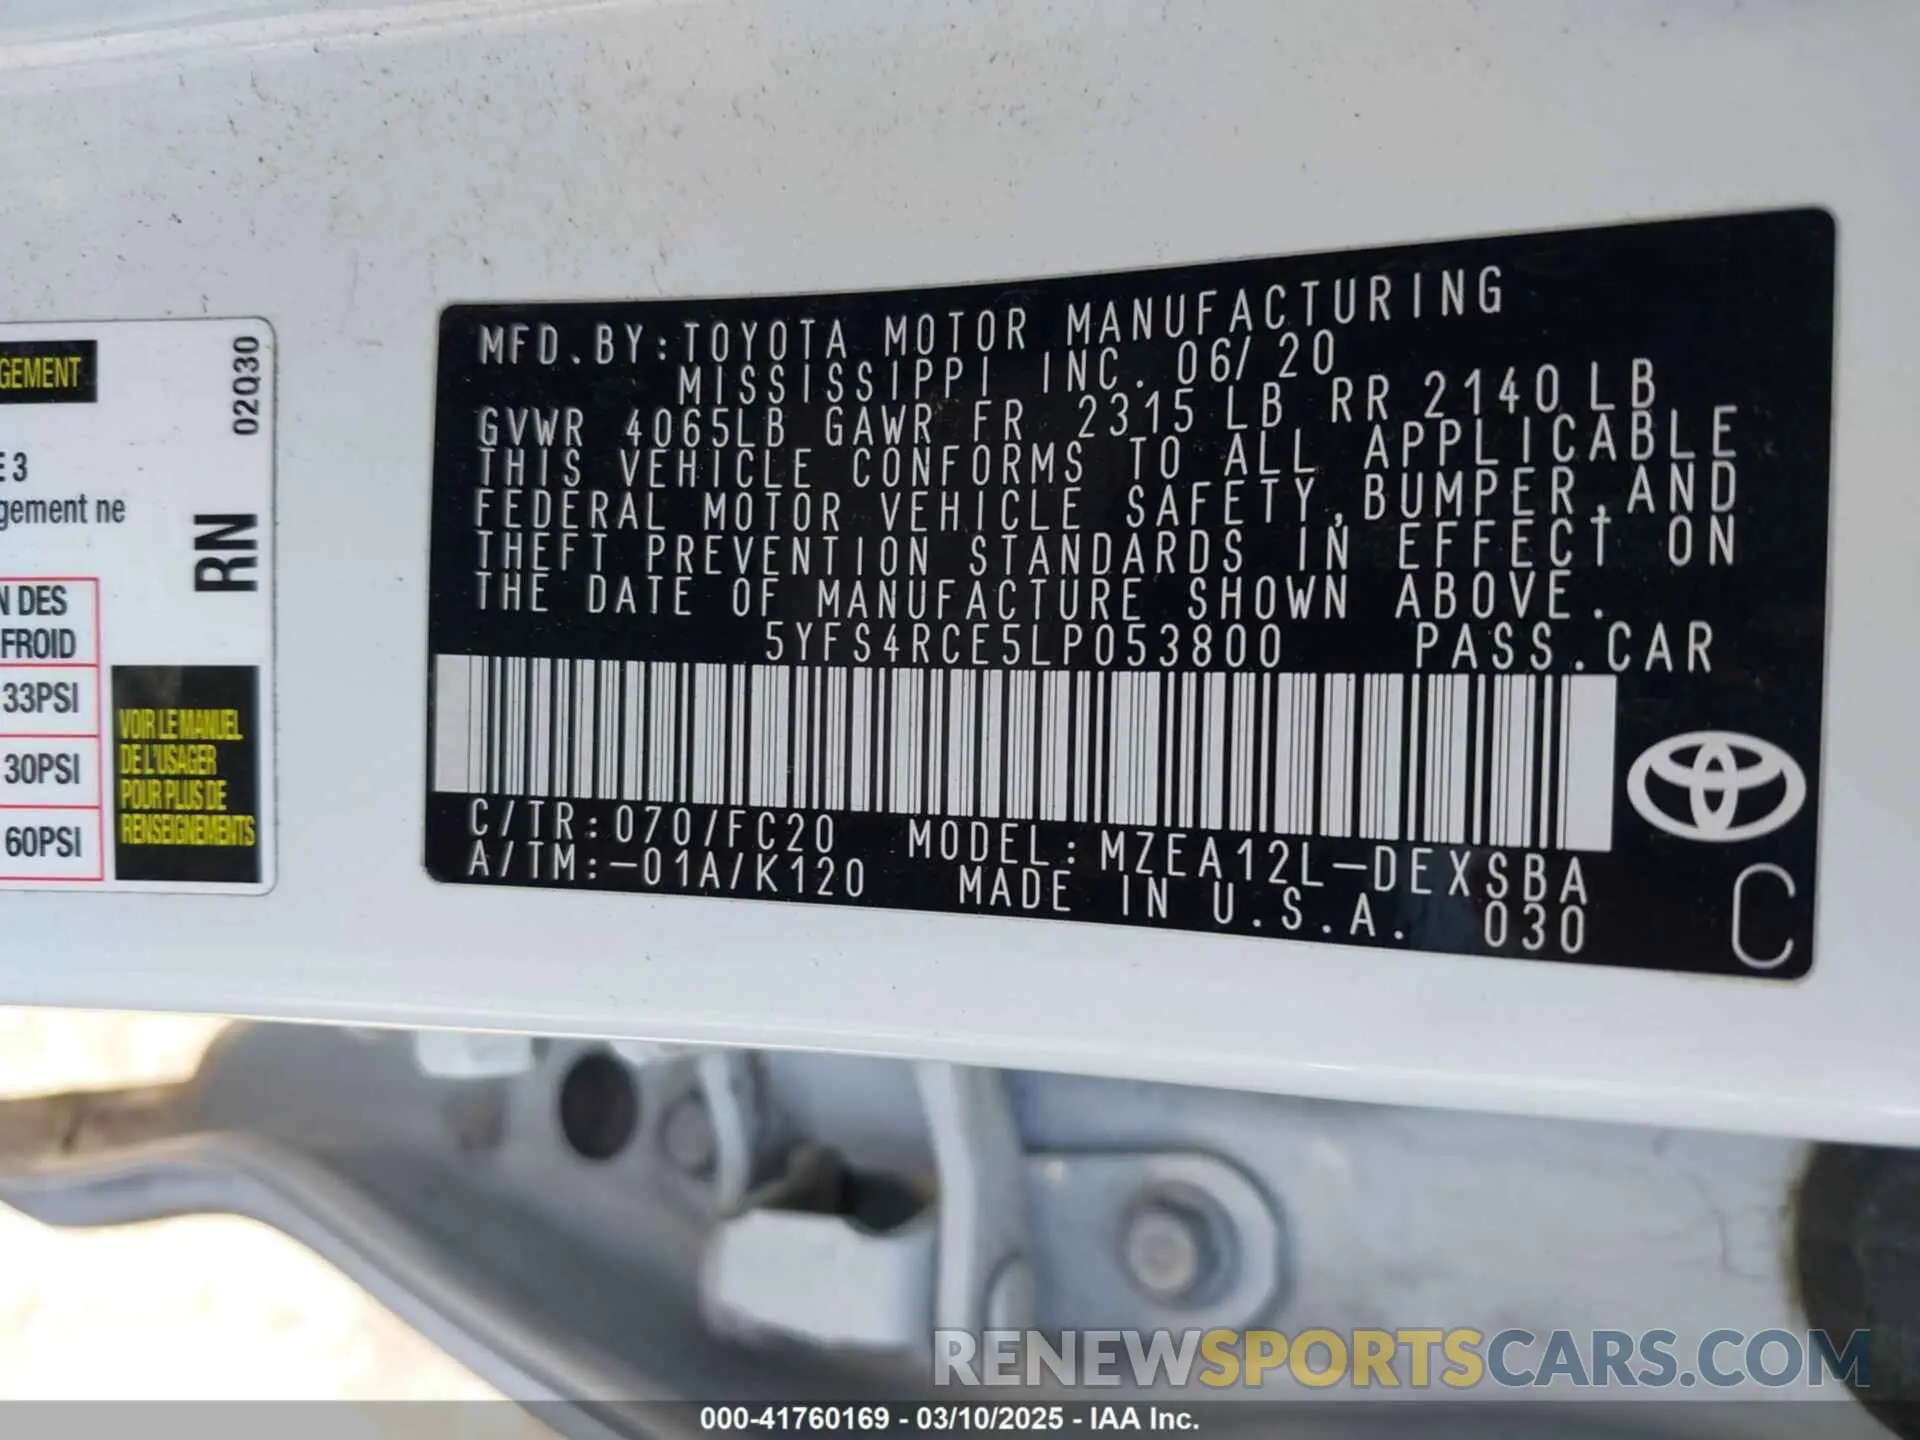 GEMENT
02Q30
E 3
gement ne
RN
N DES
FROID
33PSI
30PSI
60PSI
VOIR LE MANUEL
DE L'USAGER
POUR PLUS DE
RENSEIGNEMENTS
MFD.BY:TOYOTA MOTOR MANUFACTURING
MISSISSIPPI INC. 06/20
GVWR 4065LB GAWR FR 2315LB RR 2140LB
THIS VEHICLE CONFORMS TO ALL APPLICABLE
FEDERAL MOTOR VEHICLE SAFETY,BUMPER,AND
THEFT PREVENTION STANDARDS IN EFFECT ON
THE DATE OF MANUFACTURE SHOWN ABOVE.
5YFS4RCE5LP053800 PASS.CAR
C/TR:070/FC20 MODEL:MZEA12L-DEXSBA
A/TM:-01A/K120 MADE IN U.S.A. 030
C
RENEWSPORTSCARS.COM
000-41760169 - 03/10/2025 - IAA Inc.